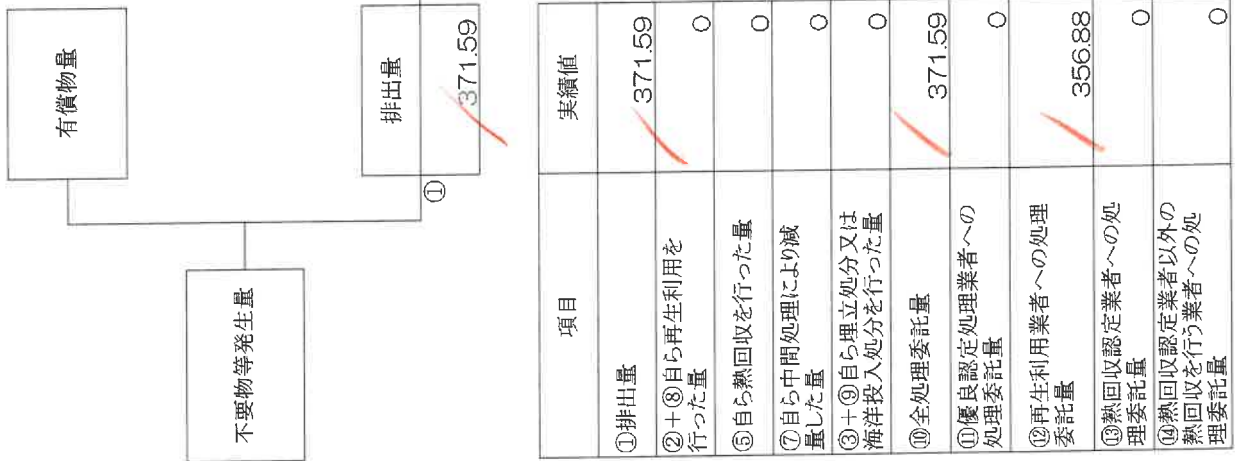 有償物量
不要物等発生量
排出量
①
371.59
項目
実績値
①排出量
371.59
②+⑧自ら再生利用を
行った量
0
⑤自ら熱回収を行った量
0
⑦自ら中間処理により減
量した量
0
③+⑨自ら埋立処分又は
海洋投入処分を行った量
0
⑩全処理委託量
371.59
⑪優良認定処理業者への
処理委託量
0
⑫再生利用業者への処理
委託量
356.88
⑬熱回収認定業者への処
理委託量
0
⑭熱回収認定業者以外の
熱回収を行う業者への処
理委託量
0